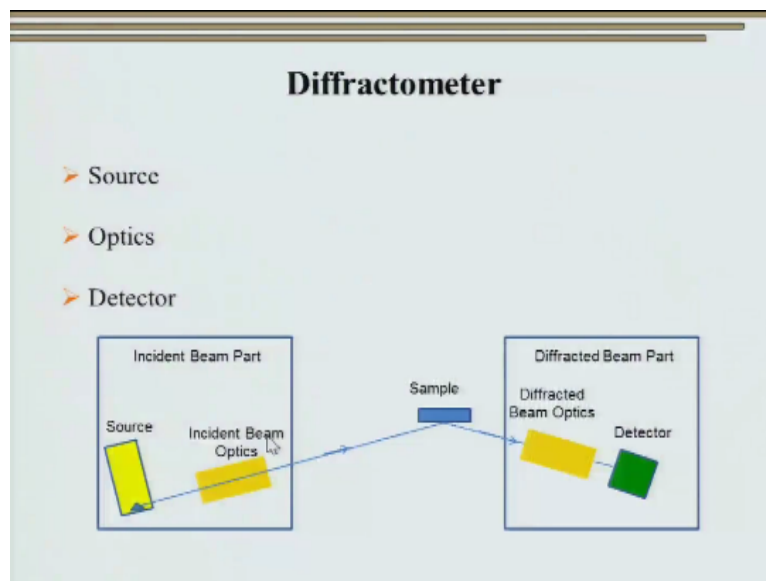 Diffractometer
Source
Optics
Detector
Incident Beam Part
Source
Incident Beam
Optics
Sample
Diffracted Beam Part
Diffracted
Beam Optics
Detector